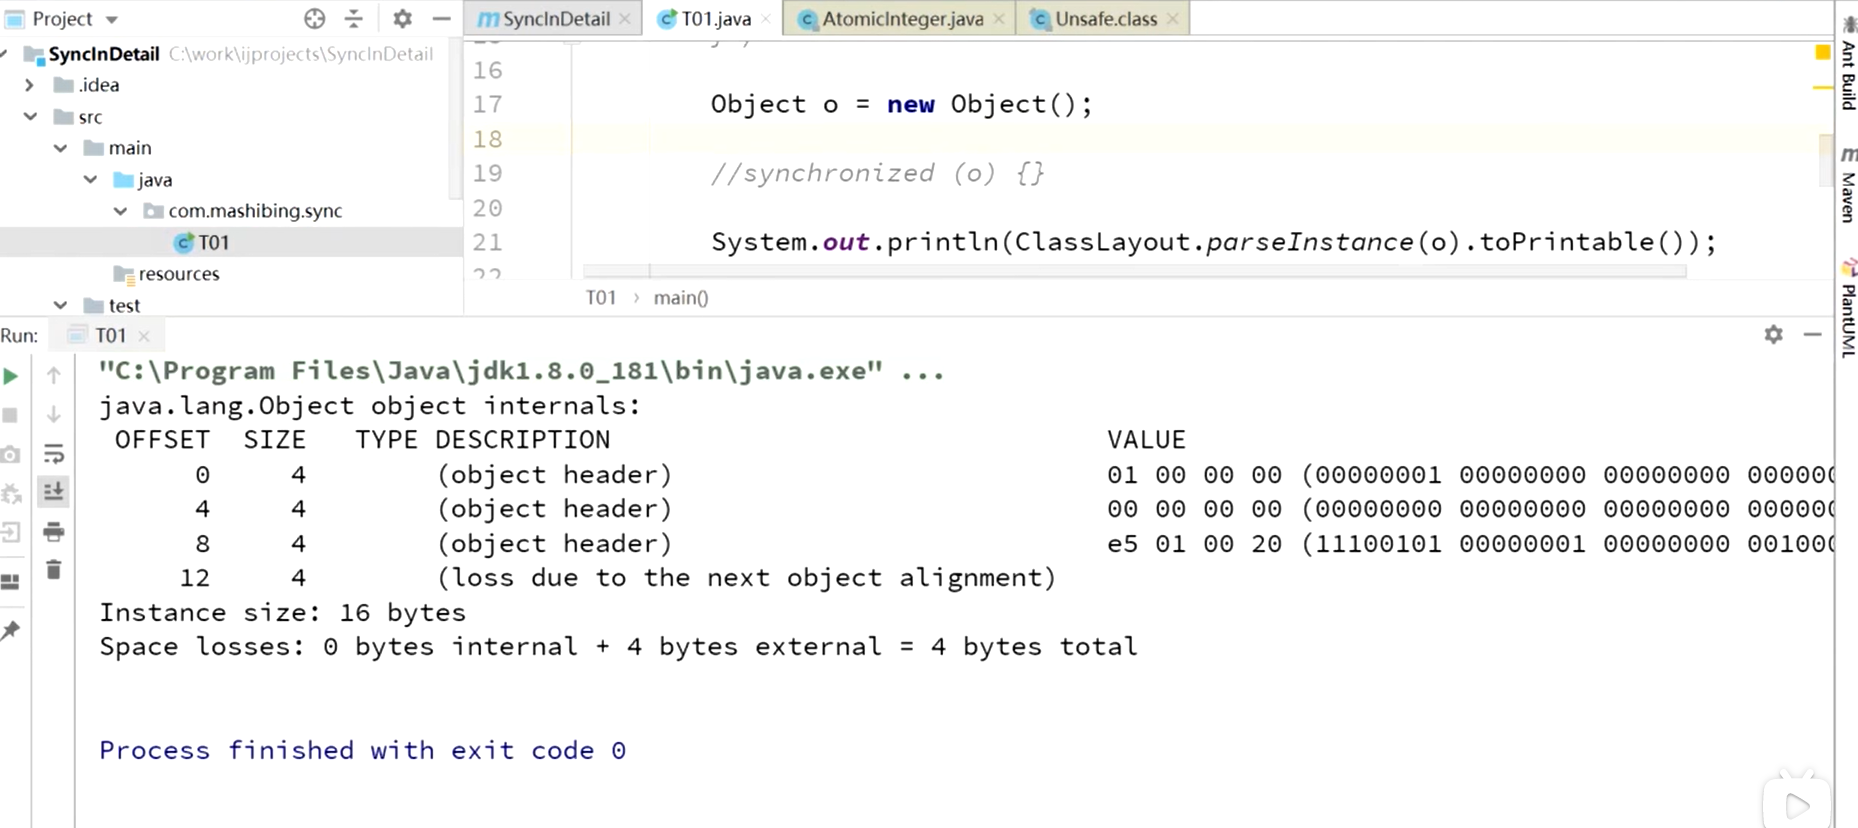 Project
SyncInDetail C:\work\ijprojects\SyncInDetail
.idea
src
main
java
com.mashibing.sync
T01
resources
test
SyncInDetail T01.java AtomicInteger.java Unsafe.class
16
17 Object o = new Object();
18
19 //synchronized (o) {}
20
21 System.out.println(ClassLayout.parseInstance(o).toPrintable());
22
T01 › main()
Ant Build
Maven
PlantUML
Run: T01
"C:\Program Files\Java\jdk1.8.0_181\bin\java.exe" ...
java.lang.Object object internals:
OFFSET SIZE TYPE DESCRIPTION VALUE
0 4 (object header) 01 00 00 00 (00000001 00000000 00000000 000000
4 4 (object header) 00 00 00 00 (00000000 00000000 00000000 000000
8 4 (object header) e5 01 00 20 (11100101 00000001 00000000 001000
12 4 (loss due to the next object alignment)
Instance size: 16 bytes
Space losses: 0 bytes internal + 4 bytes external = 4 bytes total
Process finished with exit code 0